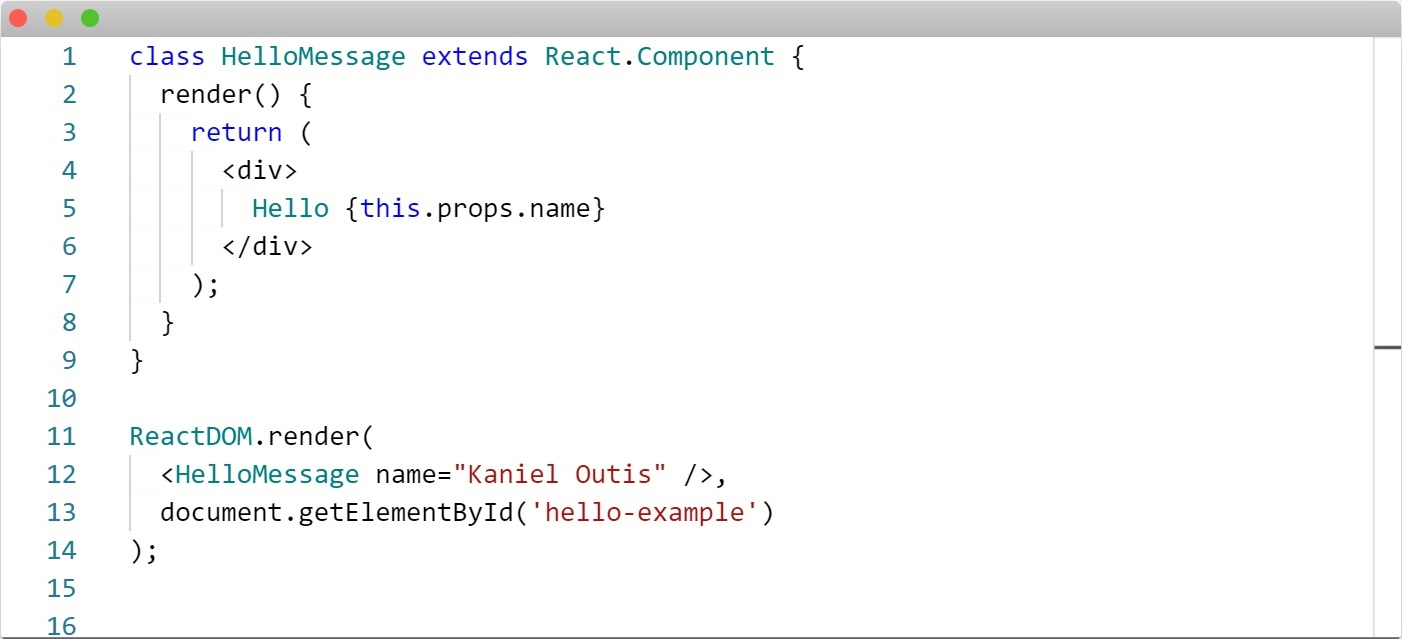 1 class HelloMessage extends React.Component {
2   render() {
3     return (
4       <div>
5         Hello {this.props.name}
6       </div>
7     );
8   }
9 }
10
11 ReactDOM.render(
12   <HelloMessage name="Kaniel Outis" />,
13   document.getElementById('hello-example')
14 );
15
16